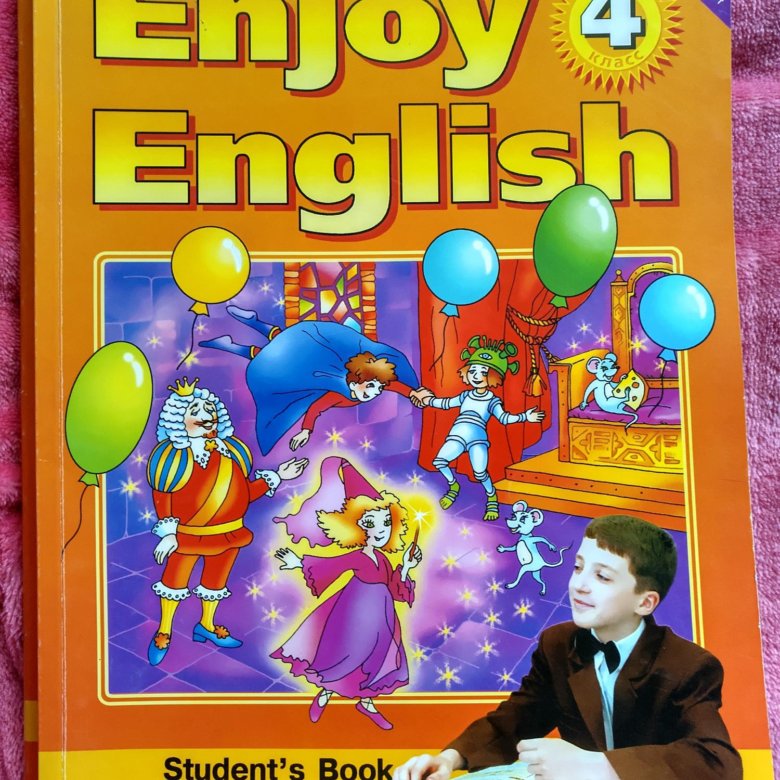 Enjoy
4
класс
English
Student's Book